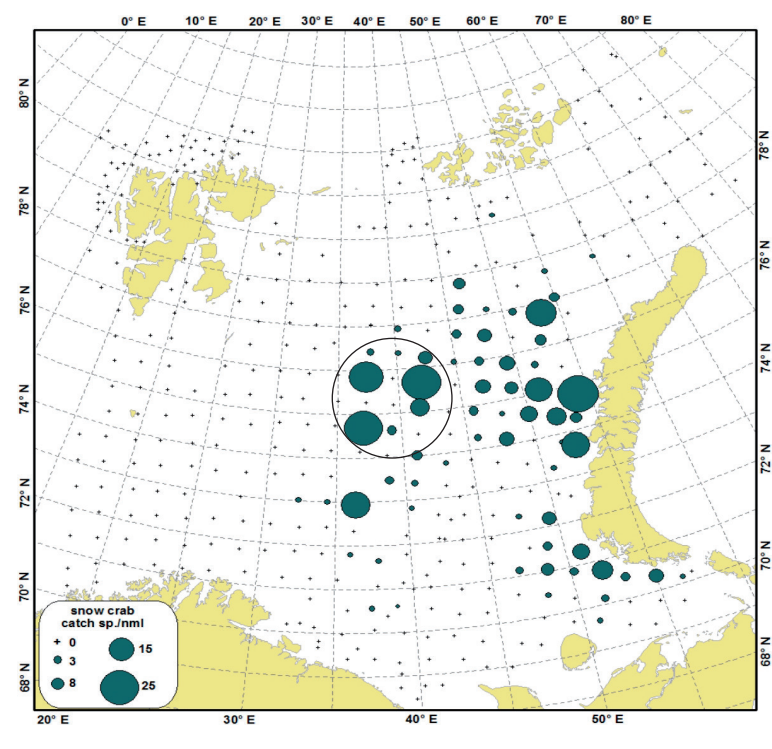 0° E 10° E 20° E 30° E 40° E 50° E 60° E 70° E 80° E
80° N
78° N
76° N
74° N
72° N
70° N
68° N
78° N
76° N
74° N
72° N
70° N
68° N
snow crab
catch sp./nml
0
3
8
15
25
20° E 30° E 40° E 50° E